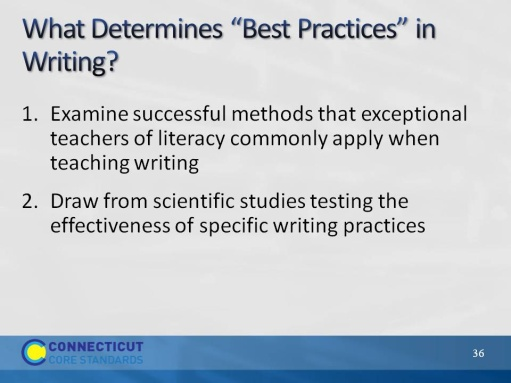 What Determines “Best Practices” in
Writing?
1. Examine successful methods that exceptional
teachers of literacy commonly apply when
teaching writing
2. Draw from scientific studies testing the
effectiveness of specific writing practices
CONNECTICUT
CORE STANDARDS
36